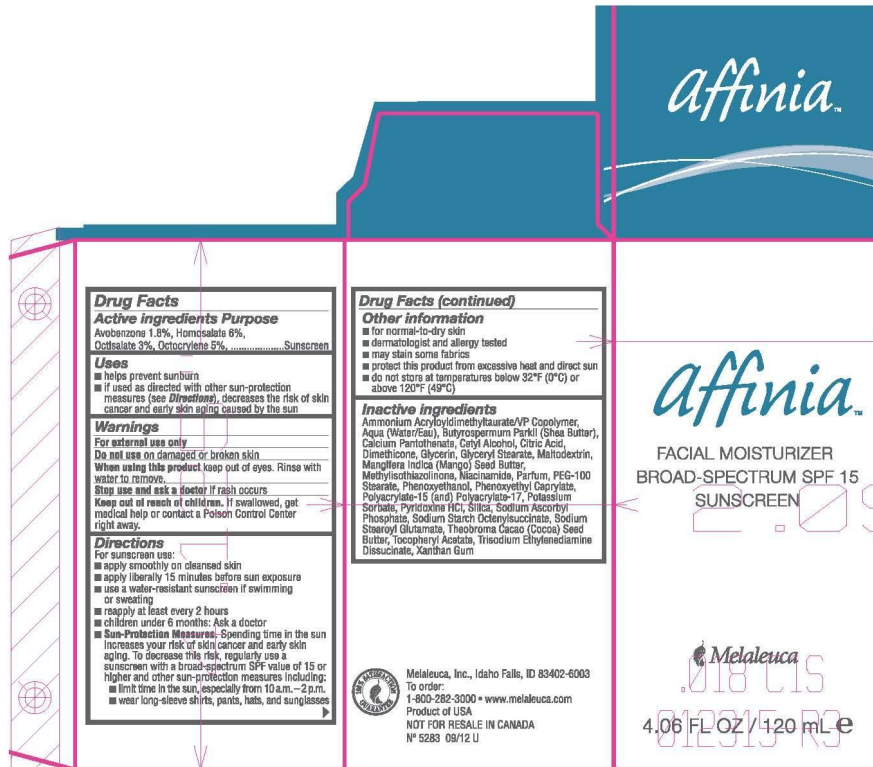 affinia™
Drug Facts
Active ingredients Purpose
Avobenzone 1.8%, Homosalate 6%,
Octisalate 3%, Octocrylene 5%, .....................Sunscreen
Uses
■ helps prevent sunburn
■ if used as directed with other sun-protection
measures (see Directions), decreases the risk of skin
cancer and early skin aging caused by the sun
Warnings
For external use only
Do not use on damaged or broken skin
When using this product keep out of eyes. Rinse with
water to remove.
Stop use and ask a doctor if rash occurs
Keep out of reach of children. If swallowed, get
medical help or contact a Poison Control Center
right away.
Directions
For sunscreen use:
■ apply smoothly on cleansed skin
■ apply liberally 15 minutes before sun exposure
■ use a water-resistant sunscreen if swimming
or sweating
■ reapply at least every 2 hours
■ children under 6 months: Ask a doctor
■ Sun-Protection Measures. Spending time in the sun
increases your risk of skin cancer and early skin
aging. To decrease this risk, regularly use a
sunscreen with a broad-spectrum SPF value of 15 or
higher and other sun-protection measures including:
■ limit time in the sun, especially from 10 a.m.–2 p.m.
■ wear long-sleeve shirts, pants, hats, and sunglasses
Drug Facts (continued)
Other information
■ for normal-to-dry skin
■ dermatologist and allergy tested
■ may stain some fabrics
■ protect this product from excessive heat and direct sun
■ do not store at temperatures below 32°F (0°C) or
above 120°F (49°C)
Inactive ingredients
Ammonium Acryloyldimethyltaurate/VP Copolymer,
Aqua (Water/Eau), Butyrospermum Parkii (Shea Butter),
Calcium Pantothenate, Cetyl Alcohol, Citric Acid,
Dimethicone, Glycerin, Glyceryl Stearate, Maltodextrin,
Mangifera Indica (Mango) Seed Butter,
Methylisothiazolinone, Niacinamide, Parfum, PEG-100
Stearate, Phenoxyethanol, Phenoxyethyl Caprylate,
Polyacrylate-15 (and) Polyacrylate-17, Potassium
Sorbate, Pyridoxine HCl, Silica, Sodium Ascorbyl
Phosphate, Sodium Starch Octenylsuccinate, Sodium
Stearoyl Glutamate, Theobroma Cacao (Cocoa) Seed
Butter, Tocopheryl Acetate, Trisodium Ethylenediamine
Dissuccinate, Xanthan Gum
100% SATISFACTION GUARANTEE
Melaleuca, Inc., Idaho Falls, ID 83402-6003
To order:
1-800-282-3000 • www.melaleuca.com
Product of USA
NOT FOR RESALE IN CANADA
Nº 5283 09/12 U
affinia™
FACIAL MOISTURIZER
BROAD-SPECTRUM SPF 15
SUNSCREEN
Melaleuca
.018 C1S
4.06 FL OZ / 120 mL e
012315 R3